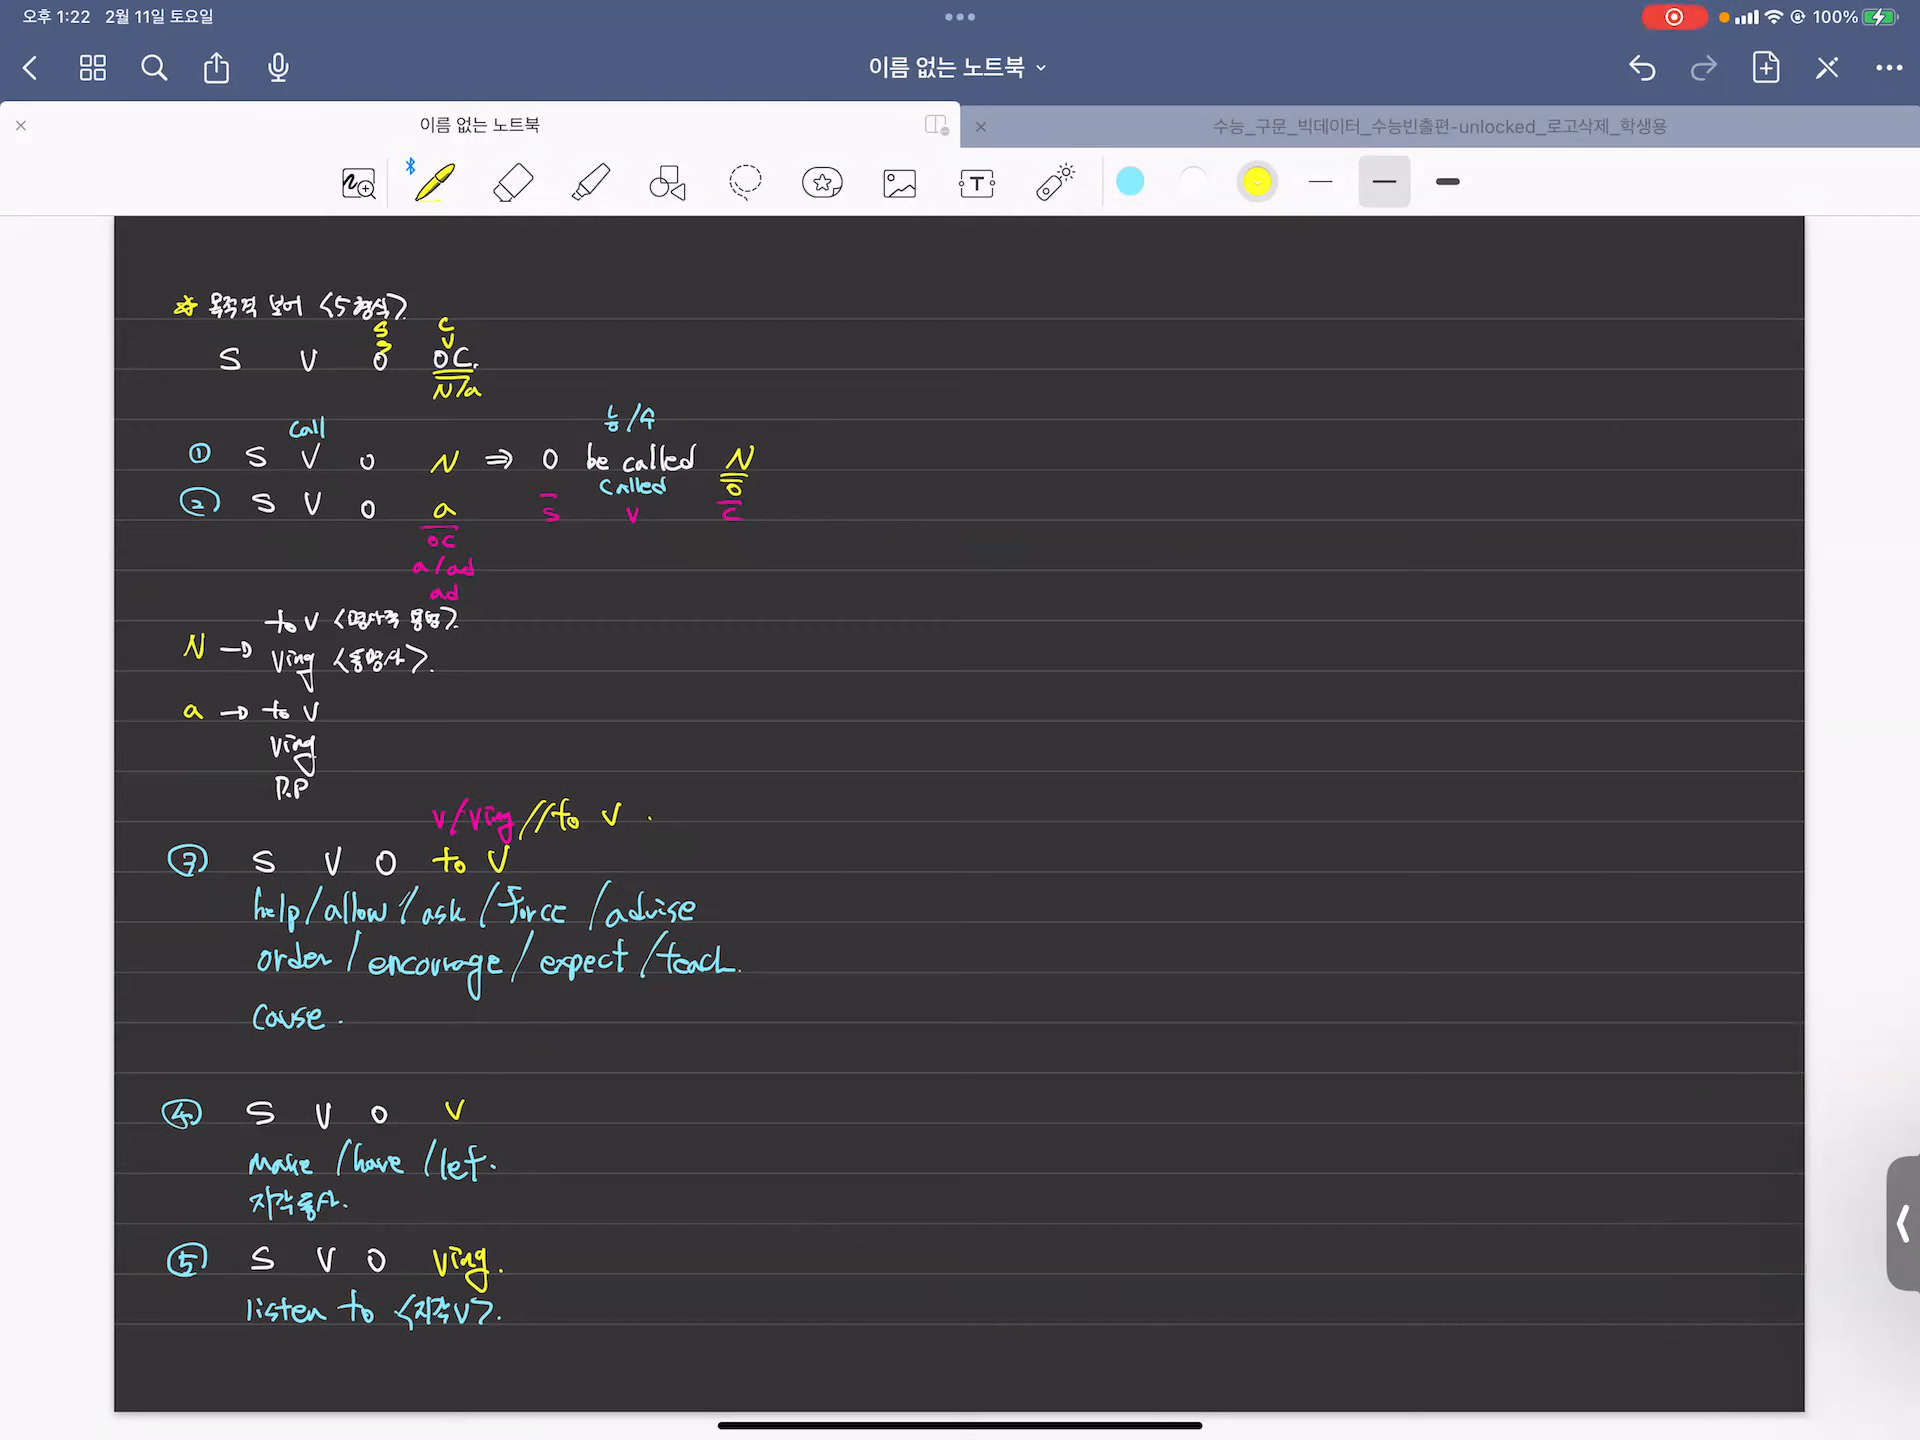 오후 1:22 2월 11일 토요일
100%
이름 없는 노트북
이름 없는 노트북
수능_구문_빅데이터_수능빈출편-unlocked_로고삭제_학생용
T
☆ 목적격 보어 <5형식>.
S C
S V O OC.
N/a
call 능/수
① S V O N ⇒ O be called N
called O
② S V O a S V C
OC
a/ad
ad
to V <명사적 용법>.
N → Ving <동명사>.
a → to V
Ving
P.P
V/Ving // to V .
③ S V O to V
help/allow/ask/force/advise
order/encourage/expect/teach.
cause.
④ S V O V
make/have/let.
지각동사.
⑤ S V O Ving.
listen to <지각V>.